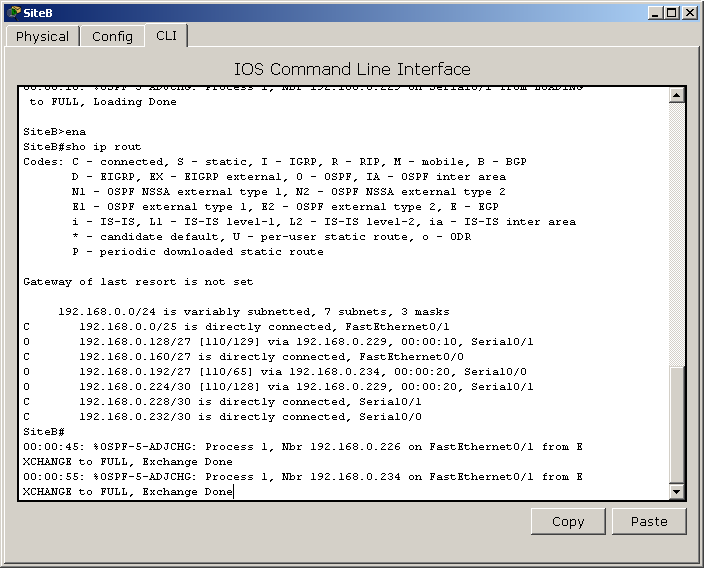 SiteB
Physical Config CLI
IOS Command Line Interface
00:00:10: %OSPF-5-ADJCHG: Process 1, Nbr 192.168.0.229 on Serial0/1 from LOADING
to FULL, Loading Done
SiteB>ena
SiteB#sho ip rout
Codes: C - connected, S - static, I - IGRP, R - RIP, M - mobile, B - BGP
D - EIGRP, EX - EIGRP external, O - OSPF, IA - OSPF inter area
N1 - OSPF NSSA external type 1, N2 - OSPF NSSA external type 2
E1 - OSPF external type 1, E2 - OSPF external type 2, E - EGP
i - IS-IS, L1 - IS-IS level-1, L2 - IS-IS level-2, ia - IS-IS inter area
* - candidate default, U - per-user static route, o - ODR
P - periodic downloaded static route
Gateway of last resort is not set
192.168.0.0/24 is variably subnetted, 7 subnets, 3 masks
C 192.168.0.0/25 is directly connected, FastEthernet0/1
O 192.168.0.128/27 [110/129] via 192.168.0.229, 00:00:10, Serial0/1
C 192.168.0.160/27 is directly connected, FastEthernet0/0
O 192.168.0.192/27 [110/65] via 192.168.0.234, 00:00:20, Serial0/0
O 192.168.0.224/30 [110/128] via 192.168.0.229, 00:00:20, Serial0/1
C 192.168.0.228/30 is directly connected, Serial0/1
C 192.168.0.232/30 is directly connected, Serial0/0
SiteB#
00:00:45: %OSPF-5-ADJCHG: Process 1, Nbr 192.168.0.226 on FastEthernet0/1 from E
XCHANGE to FULL, Exchange Done
00:00:55: %OSPF-5-ADJCHG: Process 1, Nbr 192.168.0.234 on FastEthernet0/1 from E
XCHANGE to FULL, Exchange Done
Copy Paste